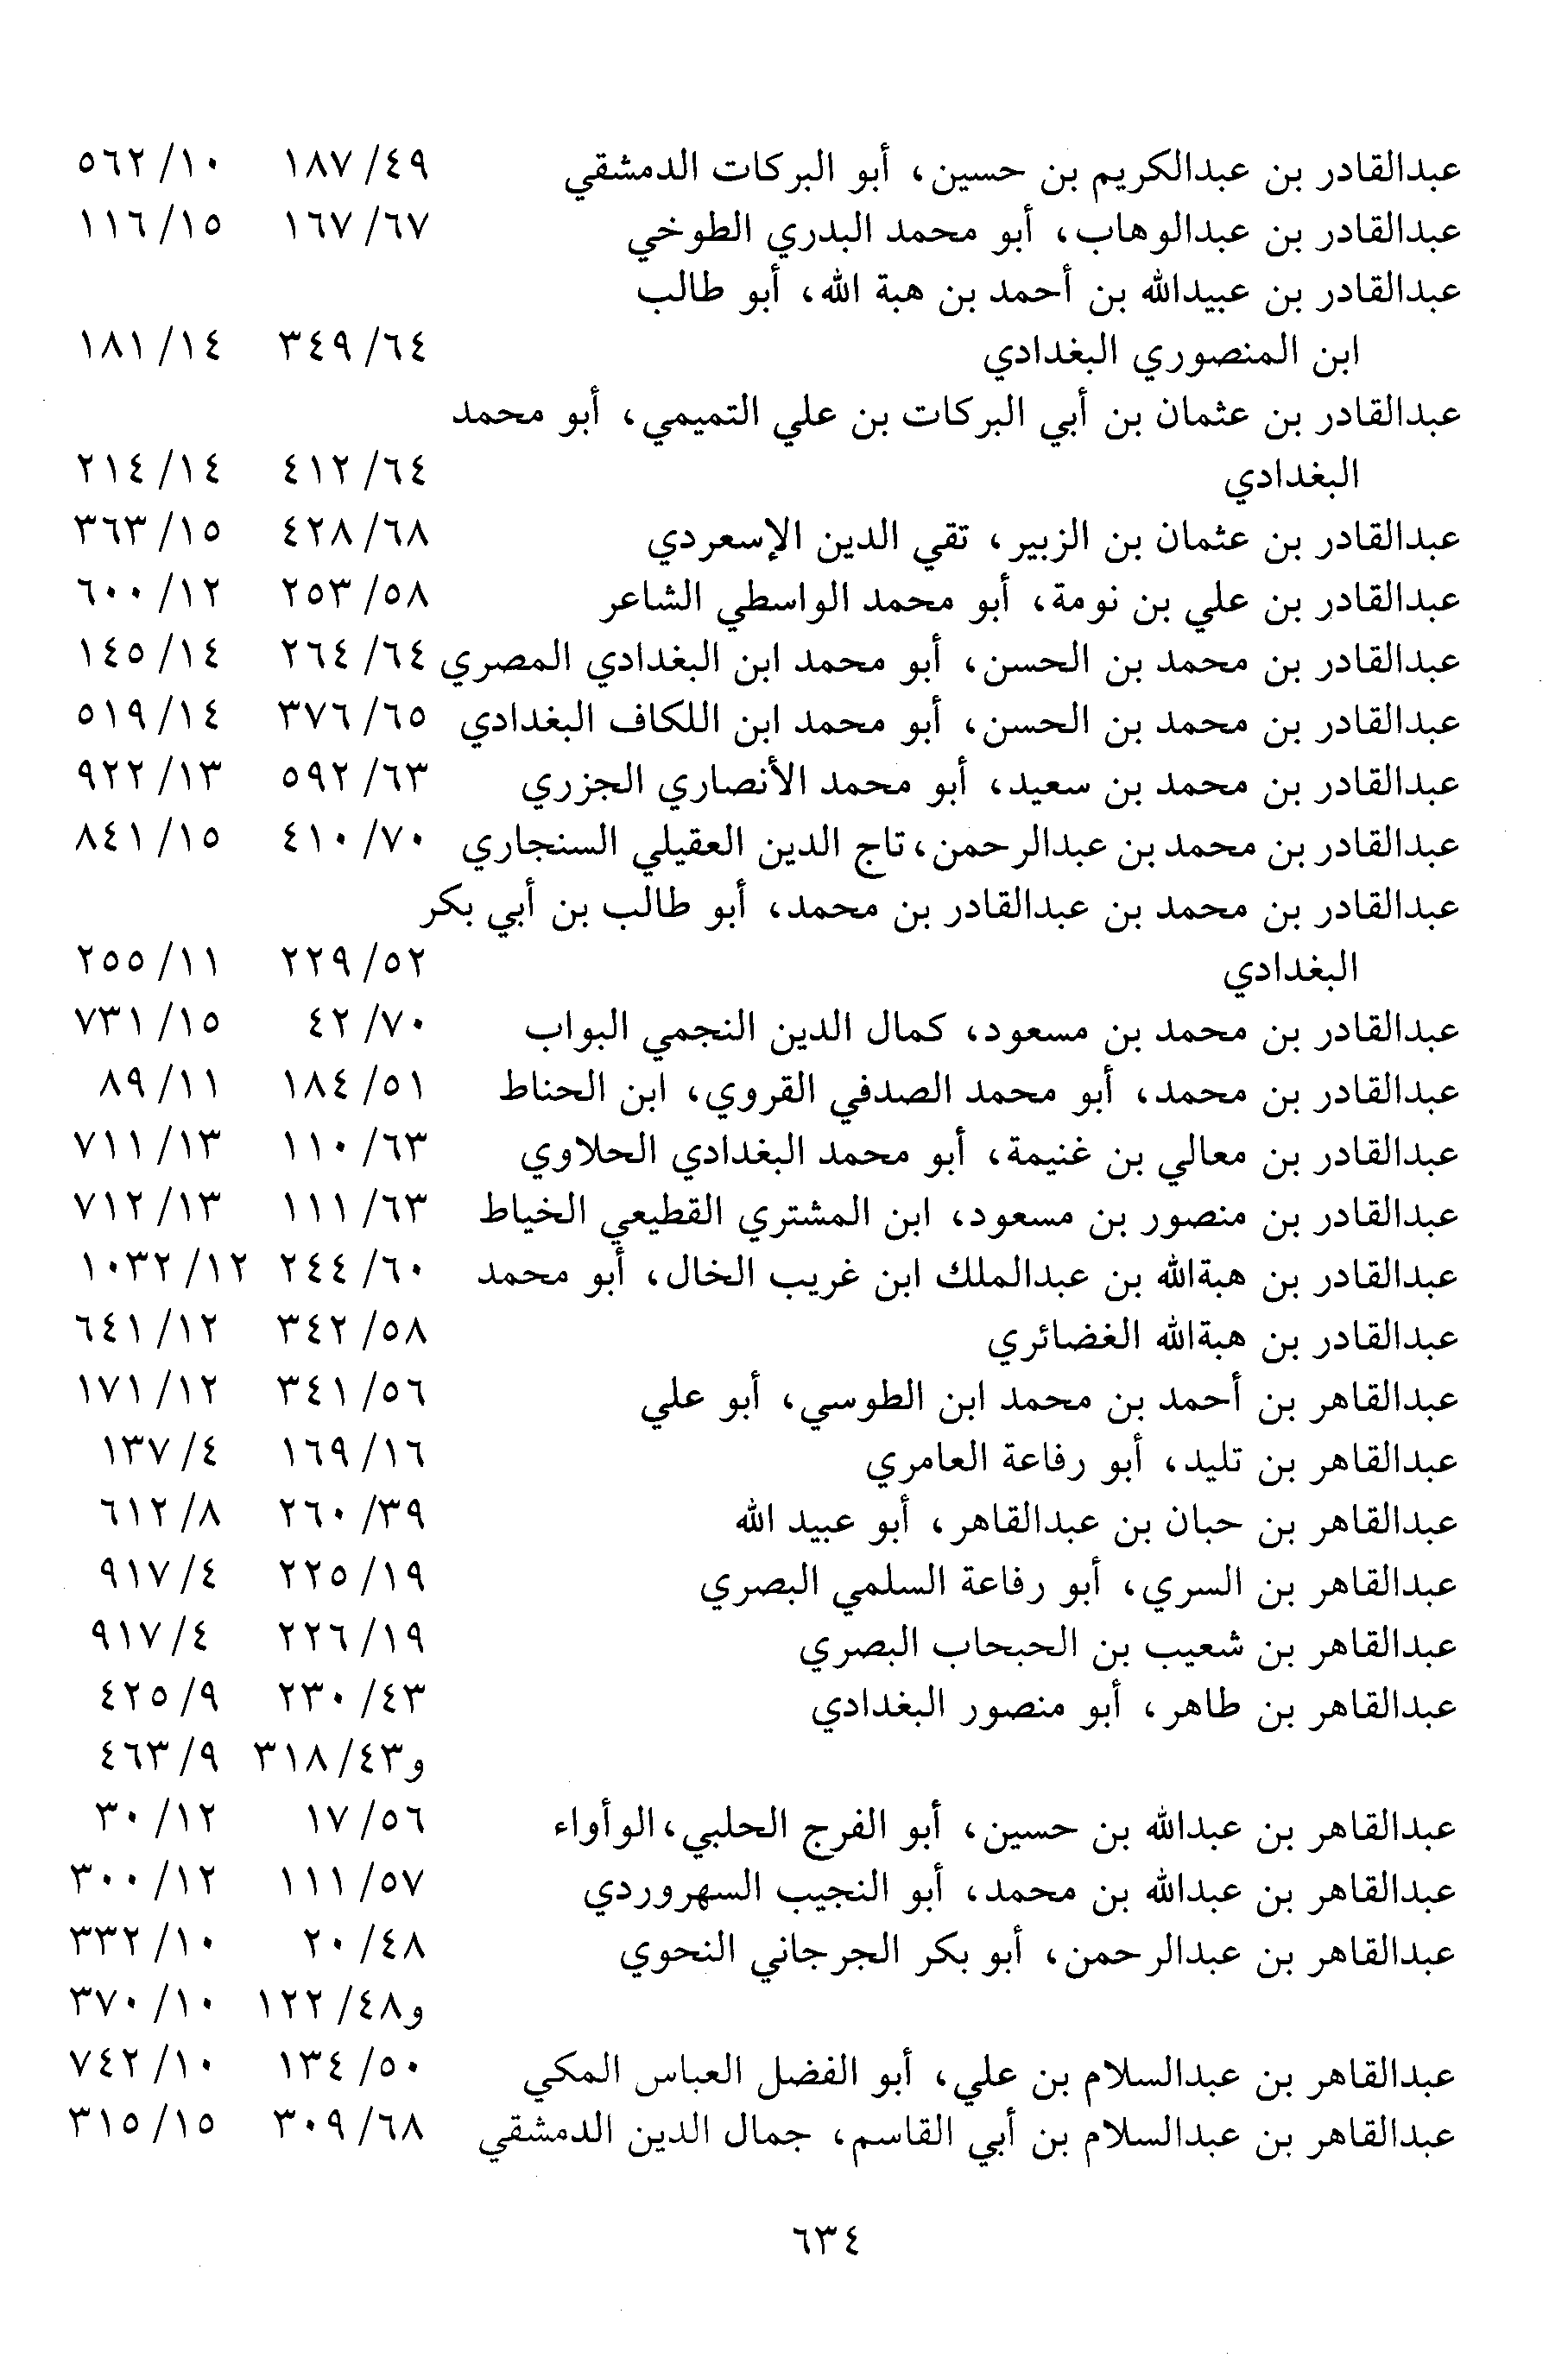 عبدالقادر بن عبدالكريم بن حسين، أبو البركات الدمشقي ٤٩/ ١٨٧ ١٠/ ٥٦٢
عبدالقادر بن عبدالوهاب، أبو محمد البدري الطوخي ٦٧/ ١٦٧ ١٥/ ١١٦
عبدالقادر بن عبيدالله بن أحمد بن هبة الله، أبو طالب
ابن المنصوري البغدادي ٦٤/ ٣٤٩ ١٤/ ١٨١
عبدالقادر بن عثمان بن أبي البركات بن علي التميمي، أبو محمد
البغدادي ٦٤/ ٤١٢ ١٤/ ٢١٤
عبدالقادر بن عثمان بن الزبير، تقي الدين الإسعردي ٦٨/ ٤٢٨ ١٥/ ٣٦٣
عبدالقادر بن علي بن نومة، أبو محمد الواسطي الشاعر ٥٨/ ٢٥٣ ١٢/ ٦٠٠
عبدالقادر بن محمد بن الحسن، أبو محمد ابن البغدادي المصري ٦٤/ ٢٦٤ ١٤/ ١٤٥
عبدالقادر بن محمد بن الحسن، أبو محمد ابن اللكاف البغدادي ٦٥/ ٣٧٦ ١٤/ ٥١٩
عبدالقادر بن محمد بن سعيد، أبو محمد الأنصاري الجزري ٦٣/ ٥٩٢ ١٣/ ٩٢٢
عبدالقادر بن محمد بن عبدالرحمن، تاج الدين العقيلي السنجاري ٧٠/ ٤١٠ ١٥/ ٨٤١
عبدالقادر بن محمد بن عبدالقادر بن محمد، أبو طالب بن أبي بكر
البغدادي ٥٢/ ٢٢٩ ١١/ ٢٥٥
عبدالقادر بن محمد بن مسعود، كمال الدين النجمي البواب ٧٠/ ٤٢ ١٥/ ٧٣١
عبدالقادر بن محمد، أبو محمد الصدفي القروي، ابن الحناط ٥١/ ١٨٤ ١١/ ٨٩
عبدالقادر بن معالي بن غنيمة، أبو محمد البغدادي الحلاوي ٦٣/ ١١٠ ١٣/ ٧١١
عبدالقادر بن منصور بن مسعود، ابن المشتري القطيعي الخياط ٦٣/ ١١١ ١٣/ ٧١٢
عبدالقادر بن هبةالله بن عبدالملك ابن غريب الخال، أبو محمد ٦٠/ ٢٤٤ ١٢/ ١٠٣٢
عبدالقادر بن هبةالله الغضائري ٥٨/ ٣٤٢ ١٢/ ٦٤١
عبدالقاهر بن أحمد بن محمد ابن الطوسي، أبو علي ٥٦/ ٣٤١ ١٢/ ١٧١
عبدالقاهر بن تليد، أبو رفاعة العامري ١٦/ ١٦٩ ٤/ ١٣٧
عبدالقاهر بن حبان بن عبدالقاهر، أبو عبيد الله ٣٩/ ٢٦٠ ٨/ ٦١٢
عبدالقاهر بن السري، أبو رفاعة السلمي البصري ١٩/ ٢٢٥ ٤/ ٩١٧
عبدالقاهر بن شعيب بن الحبحاب البصري ١٩/ ٢٢٦ ٤/ ٩١٧
عبدالقاهر بن طاهر، أبو منصور البغدادي ٤٣/ ٢٣٠ ٩/ ٤٢٥
و٤٣/ ٣١٨ ٩/ ٤٦٣
عبدالقاهر بن عبدالله بن حسين، أبو الفرج الحلبي، الوأواء ٥٦/ ١٧ ١٢/ ٣٠
عبدالقاهر بن عبدالله بن محمد، أبو النجيب السهروردي ٥٧/ ١١١ ١٢/ ٣٠٠
عبدالقاهر بن عبدالرحمن، أبو بكر الجرجاني النحوي ٤٨/ ٢٠ ١٠/ ٣٣٢
و٤٨/ ١٢٢ ١٠/ ٣٧٠
عبدالقاهر بن عبدالسلام بن علي، أبو الفضل العباس المكي ٥٠/ ١٣٤ ١٠/ ٧٤٢
عبدالقاهر بن عبدالسلام بن أبي القاسم، جمال الدين الدمشقي ٦٨/ ٣٠٩ ١٥/ ٣١٥
٦٣٤